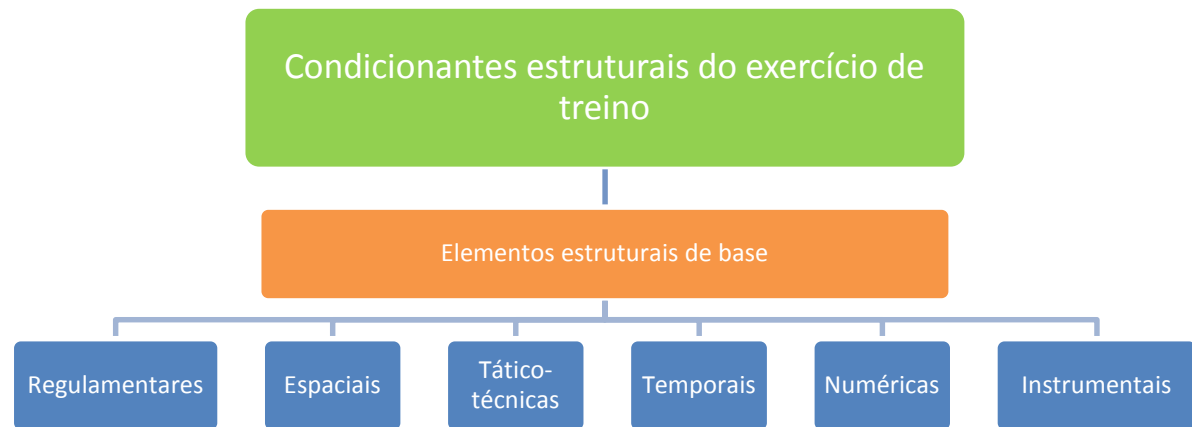 Condicionantes estruturais do exercício de
treino
Elementos estruturais de base
Regulamentares
Espaciais
Tático-
técnicas
Temporais
Numéricas
Instrumentais